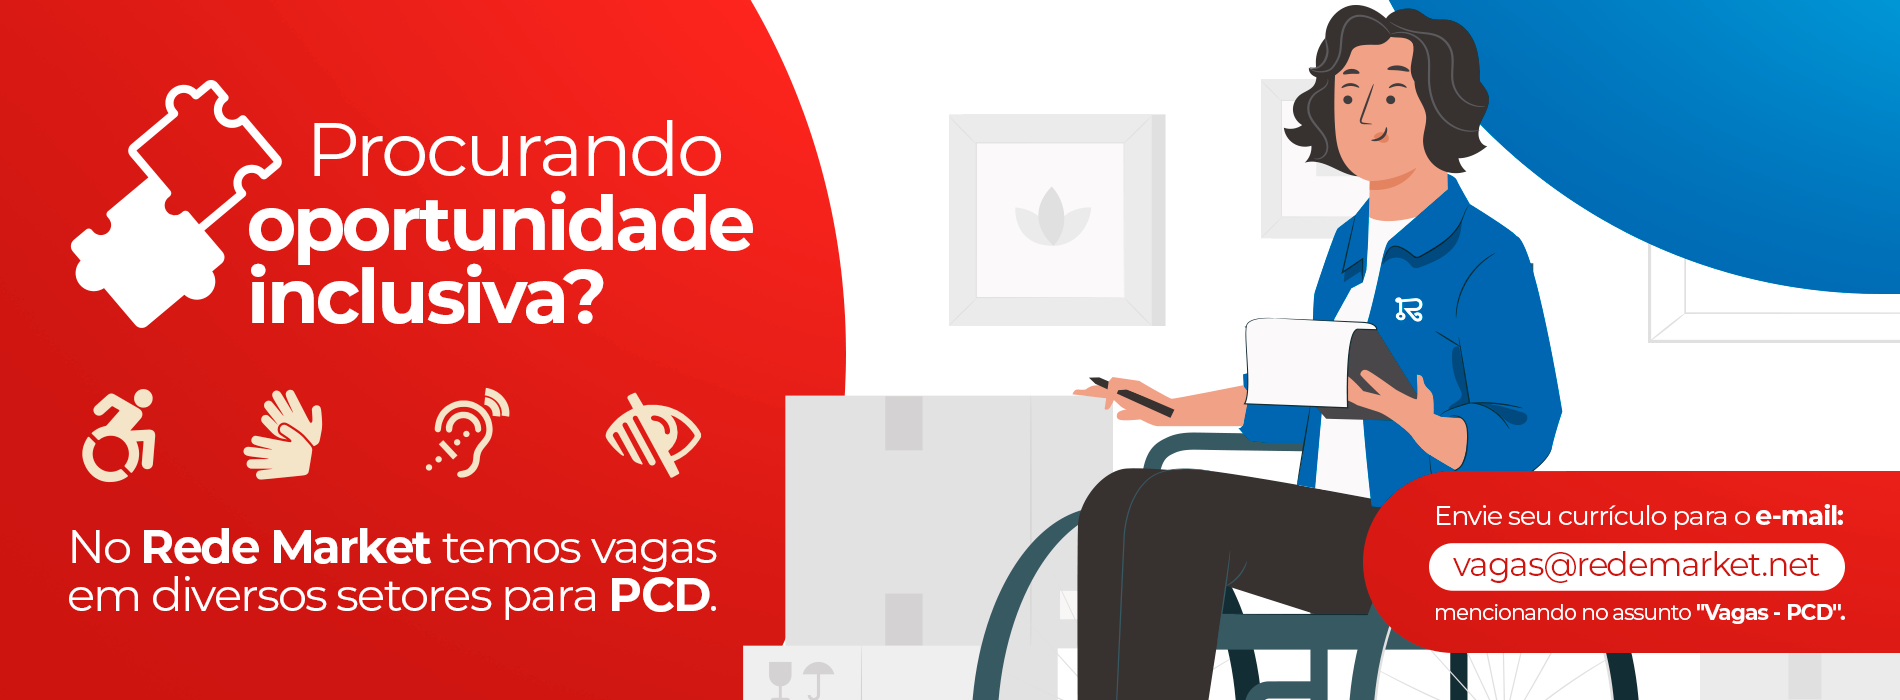 Procurando
oportunidade
inclusiva?
No Rede Market temos vagas
em diversos setores para PCD.
Envie seu currículo para o e-mail:
vagas@redemarket.net
mencionando no assunto "Vagas - PCD".